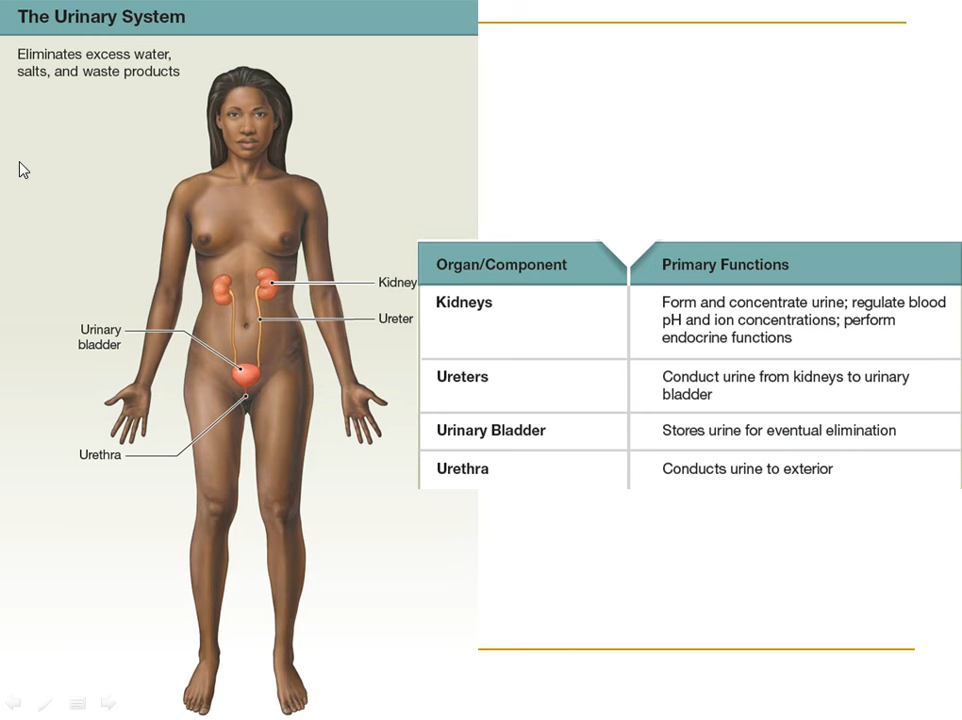 The Urinary System
Eliminates excess water,
salts, and waste products
Kidney
Ureter
Urinary
bladder
Urethra
Organ/Component
Primary Functions
Kidneys
Form and concentrate urine; regulate blood
pH and ion concentrations; perform
endocrine functions
Ureters
Conduct urine from kidneys to urinary
bladder
Urinary Bladder
Stores urine for eventual elimination
Urethra
Conducts urine to exterior